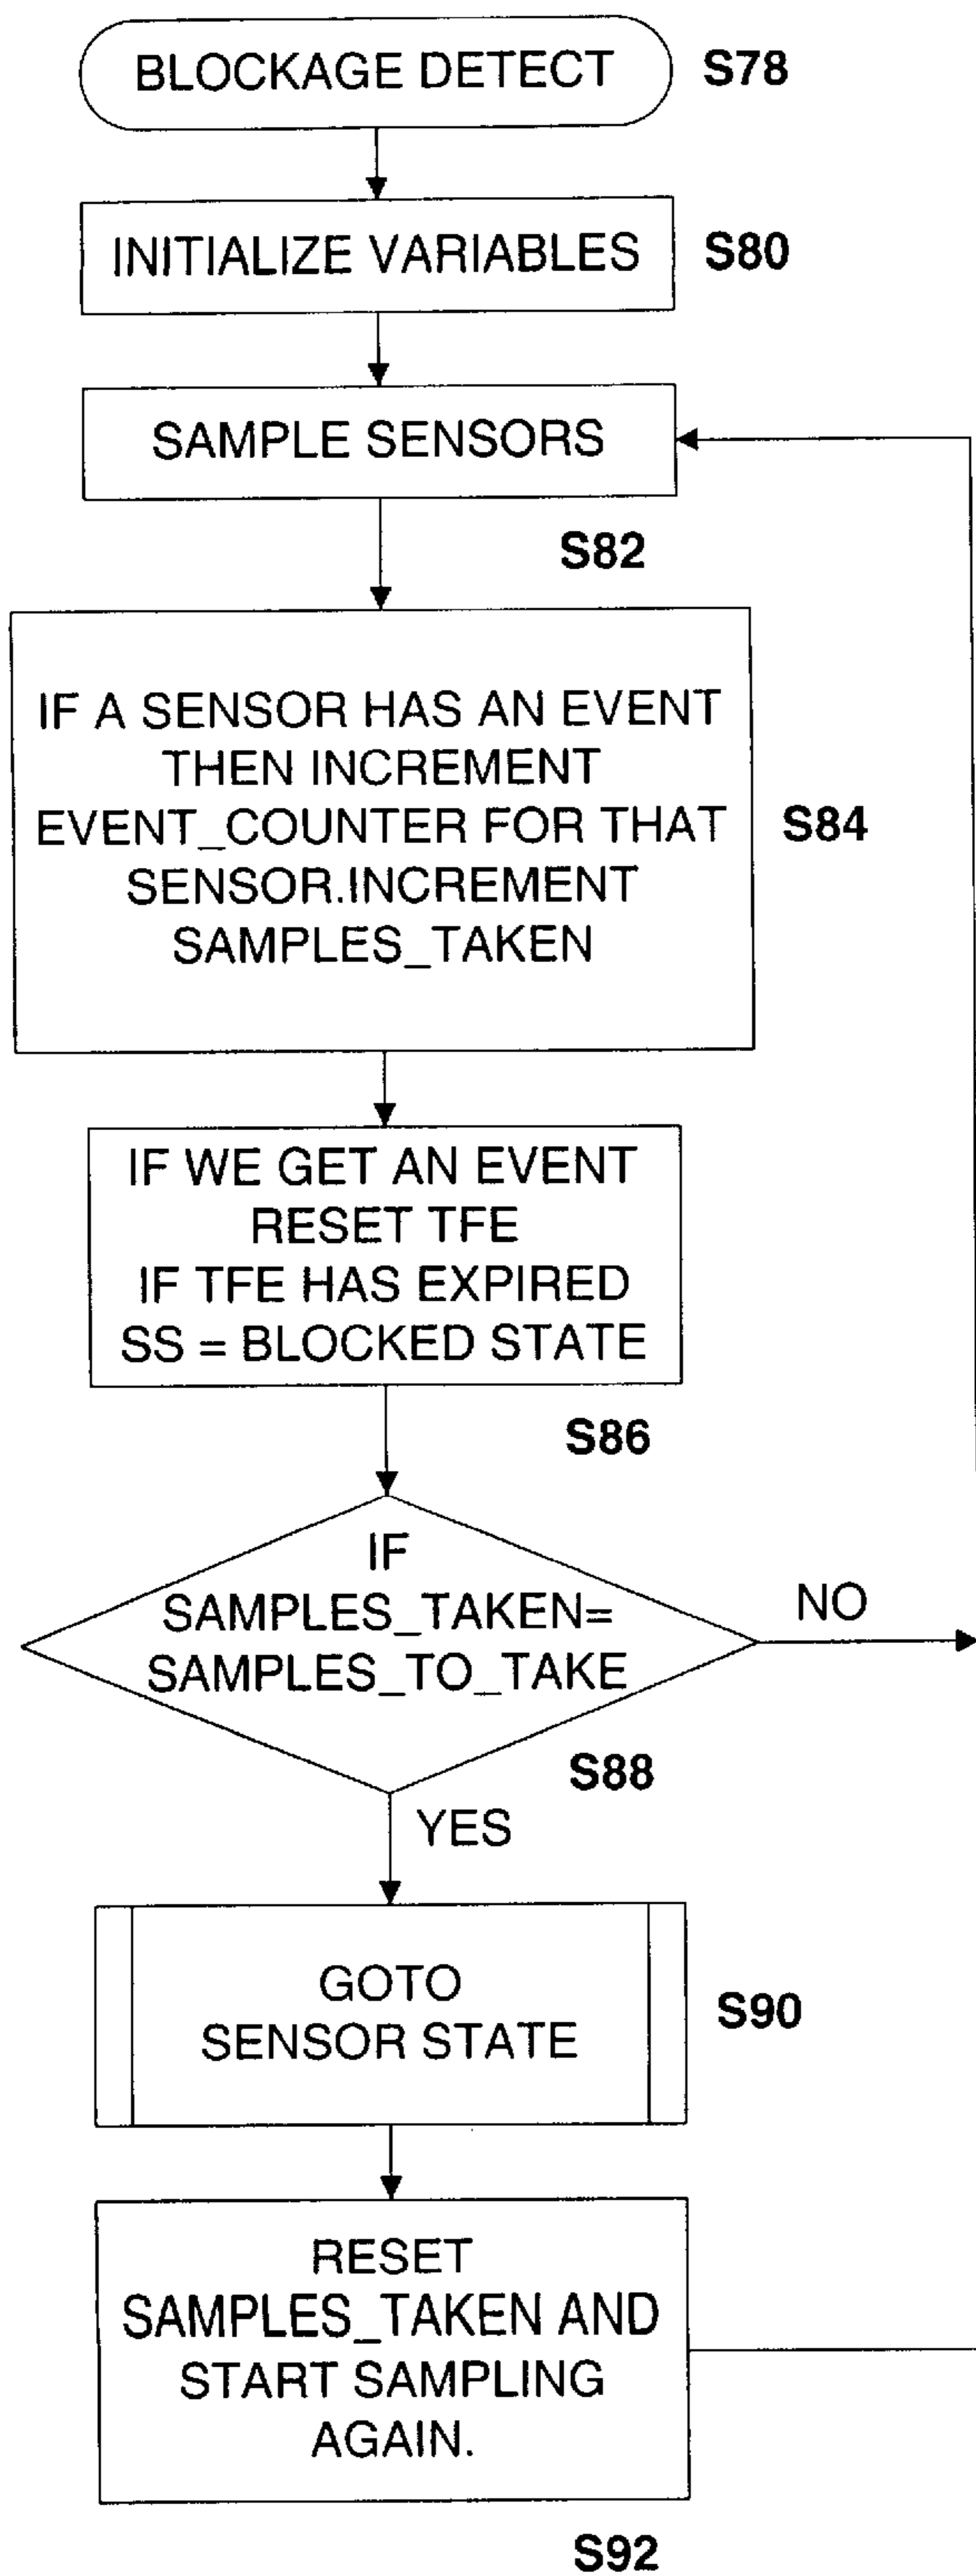 BLOCKAGE DETECT
S78
INITIALIZE VARIABLES
S80
SAMPLE SENSORS
S82
IF A SENSOR HAS AN EVENT
THEN INCREMENT
EVENT_COUNTER FOR THAT
SENSOR.INCREMENT
SAMPLES_TAKEN
S84
IF WE GET AN EVENT
RESET TFE
IF TFE HAS EXPIRED
SS = BLOCKED STATE
S86
IF
SAMPLES_TAKEN=
SAMPLES_TO_TAKE
NO
S88
YES
GOTO
SENSOR STATE
S90
RESET
SAMPLES_TAKEN AND
START SAMPLING
AGAIN.
S92